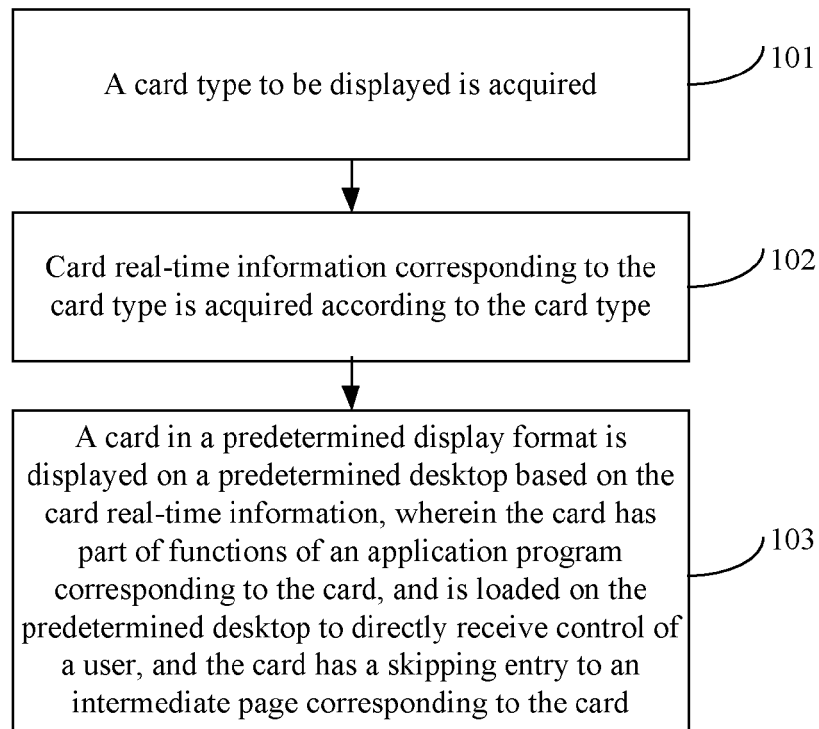 A card type to be displayed is acquired
101
Card real-time information corresponding to the
card type is acquired according to the card type
102
A card in a predetermined display format is
displayed on a predetermined desktop based on the
card real-time information, wherein the card has
part of functions of an application program
corresponding to the card, and is loaded on the
predetermined desktop to directly receive control of
a user, and the card has a skipping entry to an
intermediate page corresponding to the card
103